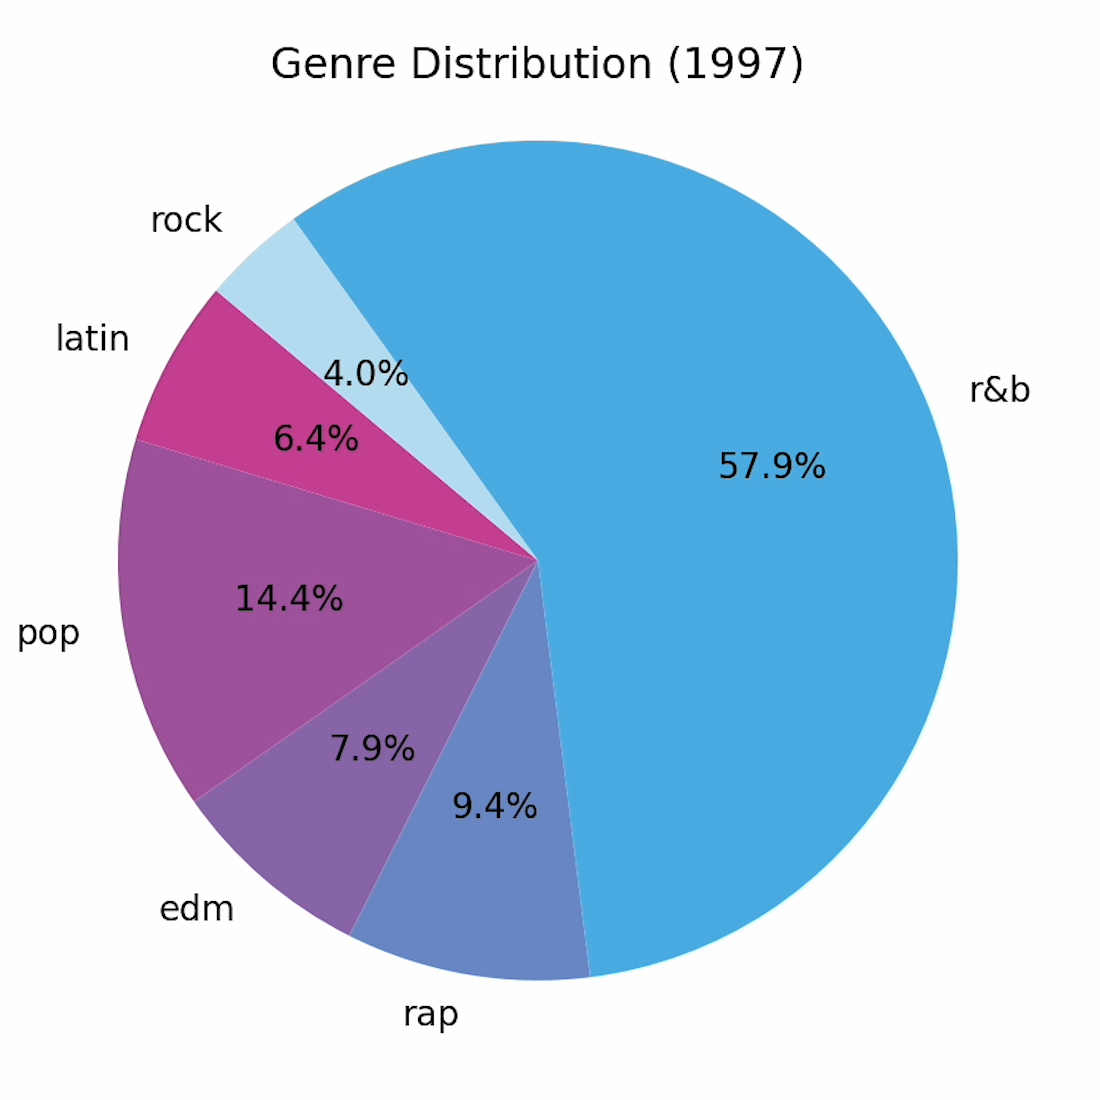 Genre Distribution (1997)
rock
latin
4.0%
r&b
6.4%
57.9%
14.4%
pop
7.9%
9.4%
edm
rap